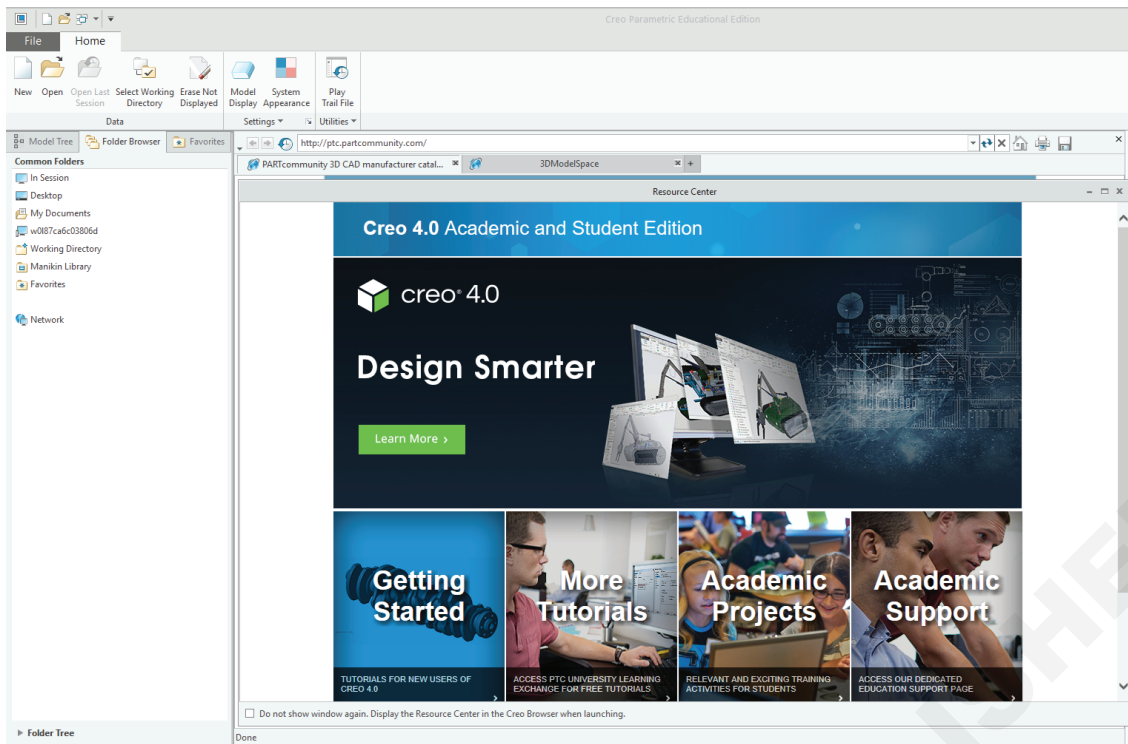 Creo Parametric Educational Edition
File Home
New Open Open Last Session Select Working Directory Erase Not Displayed Model Display System Appearance Play Trail File
Data Settings Utilities
Model Tree Folder Browser Favorites
http://ptc.partcommunity.com/
Common Folders
PARTcommunity 3D CAD manufacturer catal... 3DModelSpace +
In Session
Desktop
My Documents
w0l87ca6c03806d
Working Directory
Manikin Library
Favorites
Network
Resource Center
Creo 4.0 Academic and Student Edition
creo® 4.0
Design Smarter
Learn More ›
Getting
Started
TUTORIALS FOR NEW USERS OF
CREO 4.0
More
Tutorials
ACCESS PTC UNIVERSITY LEARNING
EXCHANGE FOR FREE TUTORIALS
Academic
Projects
RELEVANT AND EXCITING TRAINING
ACTIVITIES FOR STUDENTS
Academic
Support
ACCESS OUR DEDICATED
EDUCATION SUPPORT PAGE
Do not show window again. Display the Resource Center in the Creo Browser when launching.
Folder Tree
Done